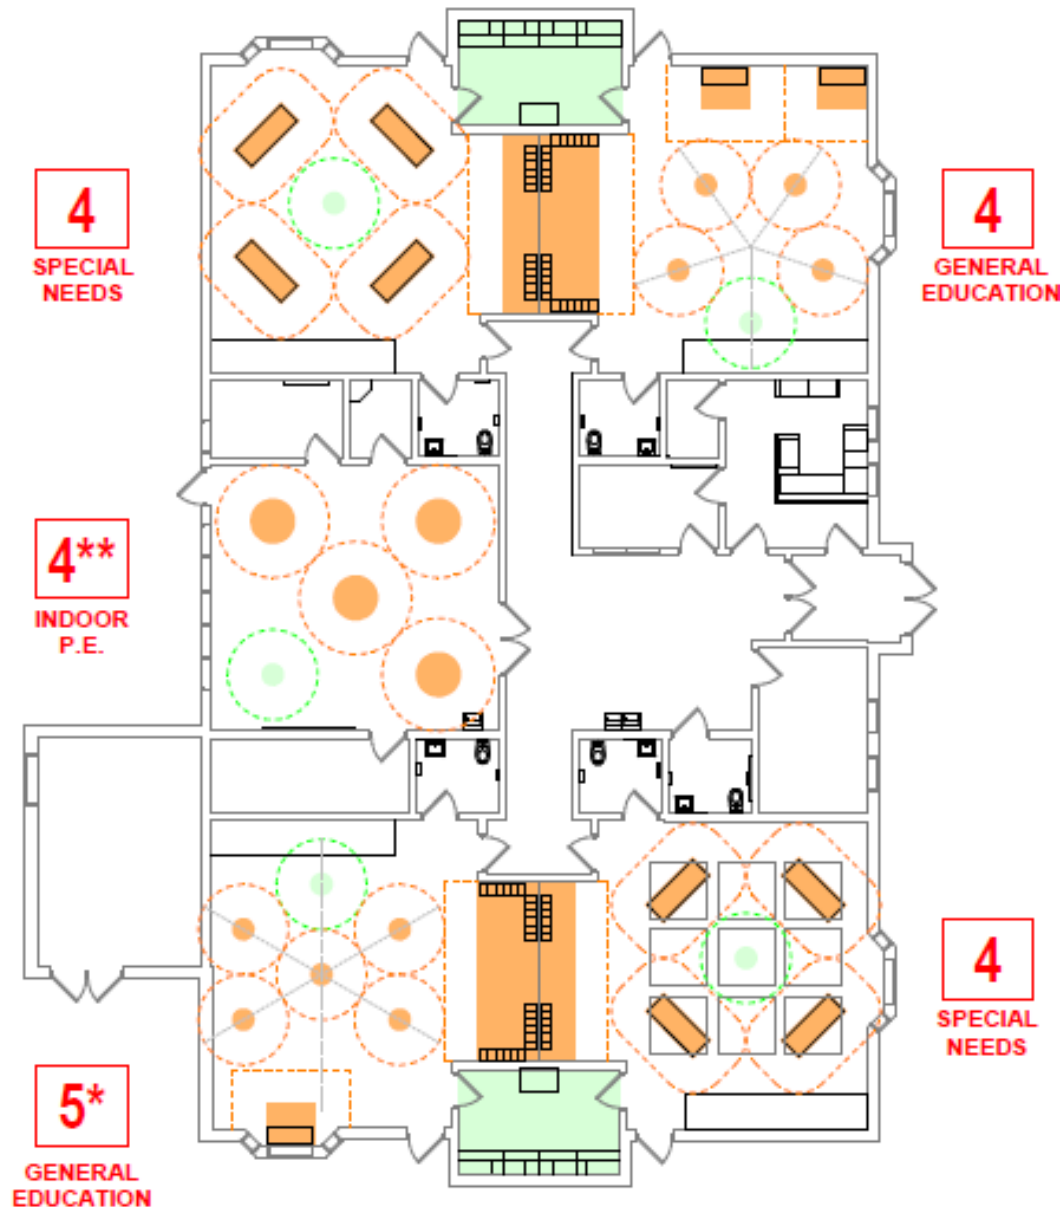 4
SPECIAL
NEEDS
4
GENERAL
EDUCATION
4**
INDOOR
P.E.
4
SPECIAL
NEEDS
5*
GENERAL
EDUCATION